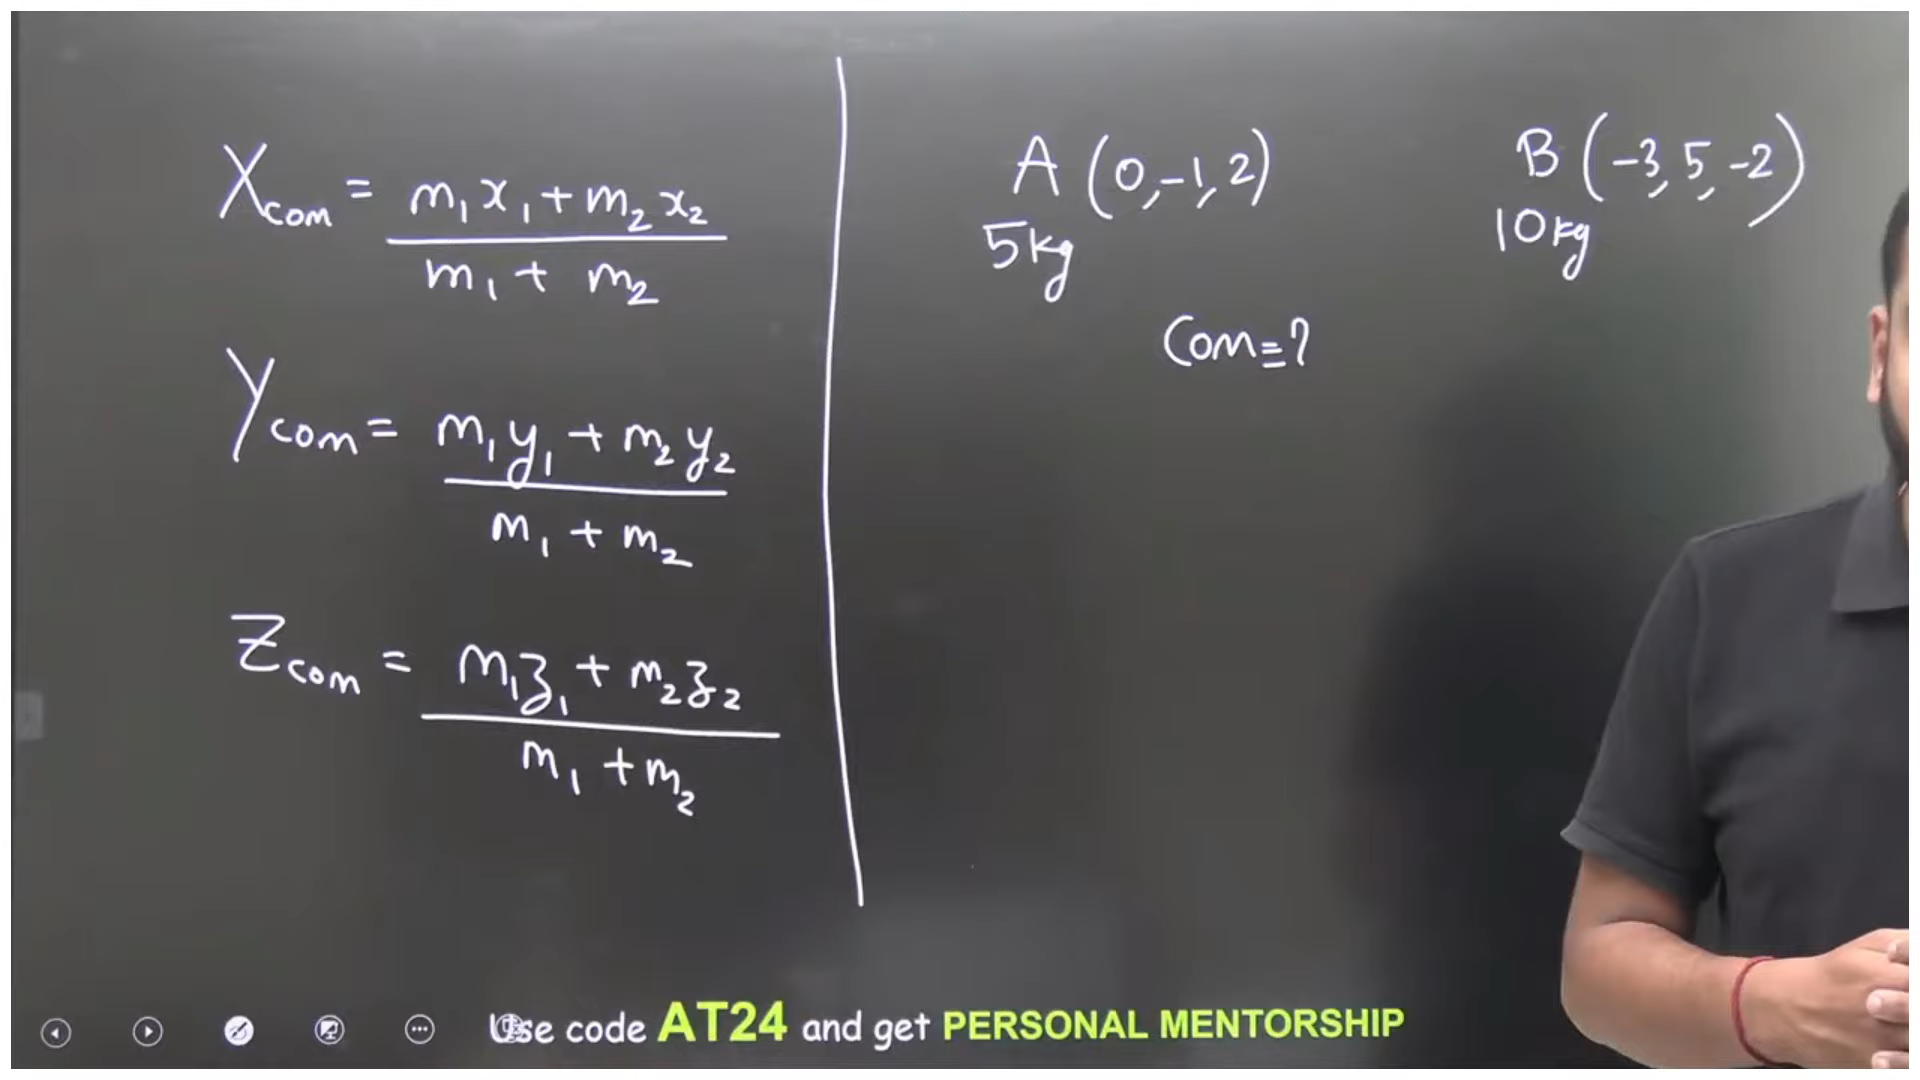 Xcom = m₁x₁ + m₂x₂
m₁ + m₂
Ycom = m₁y₁ + m₂y₂
m₁ + m₂
Zcom = m₁z₁ + m₂z₂
m₁ + m₂
A (0, -1, 2)
5kg
B (-3, 5, -2)
10kg
Com = ?
Use code AT24 and get PERSONAL MENTORSHIP